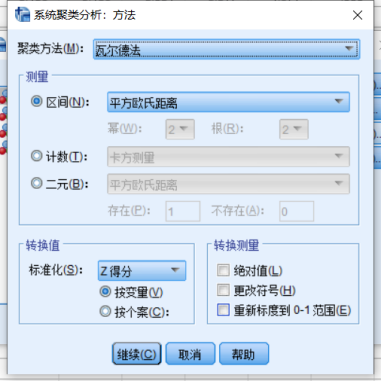 系统聚类分析：方法
聚类方法(M)： 瓦尔德法
测量
区间(N)： 平方欧氏距离
幂(W)： 2 根(R)： 2
计数(T)： 卡方测量
二元(B)： 平方欧氏距离
存在(P)： 1 不存在(A)： 0
转换值
标准化(S)： Z 得分
按变量(V)
按个案(C)：
转换测量
绝对值(L)
更改符号(H)
重新标度到 0-1 范围(E)
继续(C) 取消 帮助